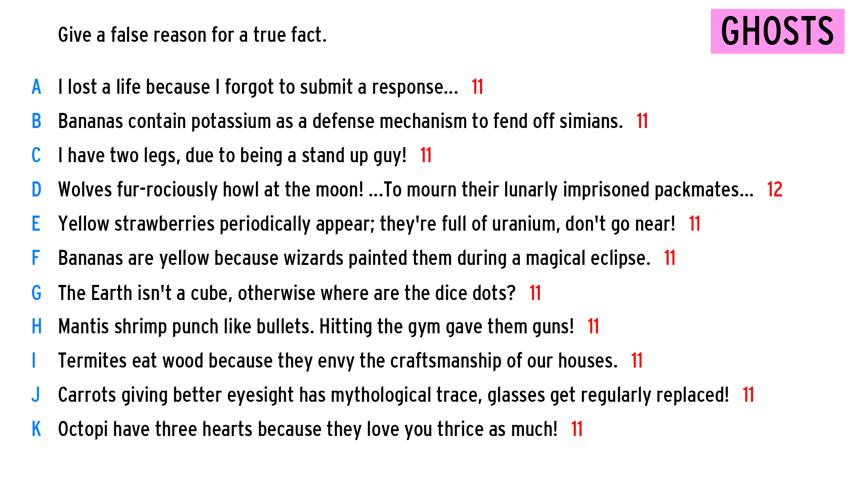 Give a false reason for a true fact.
GHOSTS
A I lost a life because I forgot to submit a response... 11
B Bananas contain potassium as a defense mechanism to fend off simians. 11
C I have two legs, due to being a stand up guy! 11
D Wolves fur-rociously howl at the moon! ...To mourn their lunarly imprisoned packmates... 12
E Yellow strawberries periodically appear; they're full of uranium, don't go near! 11
F Bananas are yellow because wizards painted them during a magical eclipse. 11
G The Earth isn't a cube, otherwise where are the dice dots? 11
H Mantis shrimp punch like bullets. Hitting the gym gave them guns! 11
I Termites eat wood because they envy the craftsmanship of our houses. 11
J Carrots giving better eyesight has mythological trace, glasses get regularly replaced! 11
K Octopi have three hearts because they love you thrice as much! 11